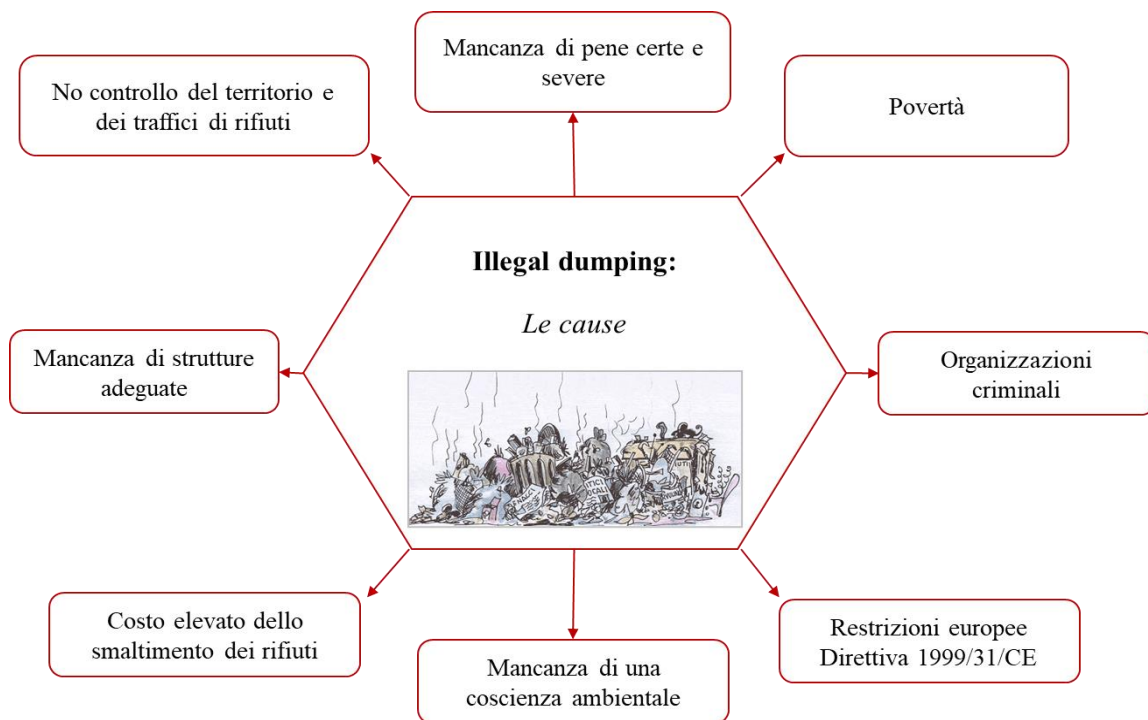 Mancanza di pene certe e
severe
No controllo del territorio e
dei traffici di rifiuti
Povertà
Illegal dumping:
Le cause
Mancanza di strutture
adeguate
Organizzazioni
criminali
Costo elevato dello
smaltimento dei rifiuti
Mancanza di una
coscienza ambientale
Restrizioni europee
Direttiva 1999/31/CE